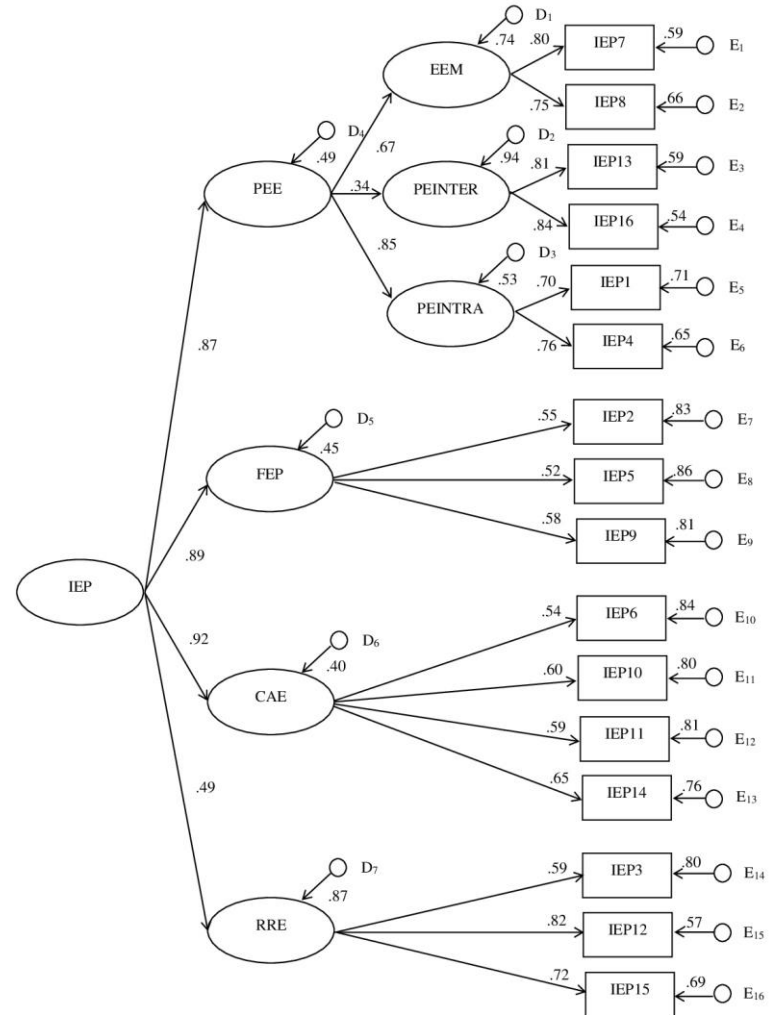 D1
.74
.80
IEP7
.59
E1
EEM
.75
IEP8
.66
E2
D4
.49
.67
D2
.94
.81
IEP13
.59
E3
PEE
.34
PEINTER
.84
IEP16
.54
E4
.85
D3
.53
.70
IEP1
.71
E5
PEINTRA
.76
IEP4
.65
E6
.87
D5
.45
.55
IEP2
.83
E7
FEP
.52
IEP5
.86
E8
.58
IEP9
.81
E9
.89
IEP
.92
D6
.40
.54
IEP6
.84
E10
CAE
.60
IEP10
.80
E11
.59
IEP11
.81
E12
.65
IEP14
.76
E13
.49
D7
.87
.59
IEP3
.80
E14
RRE
.82
IEP12
.57
E15
.72
IEP15
.69
E16